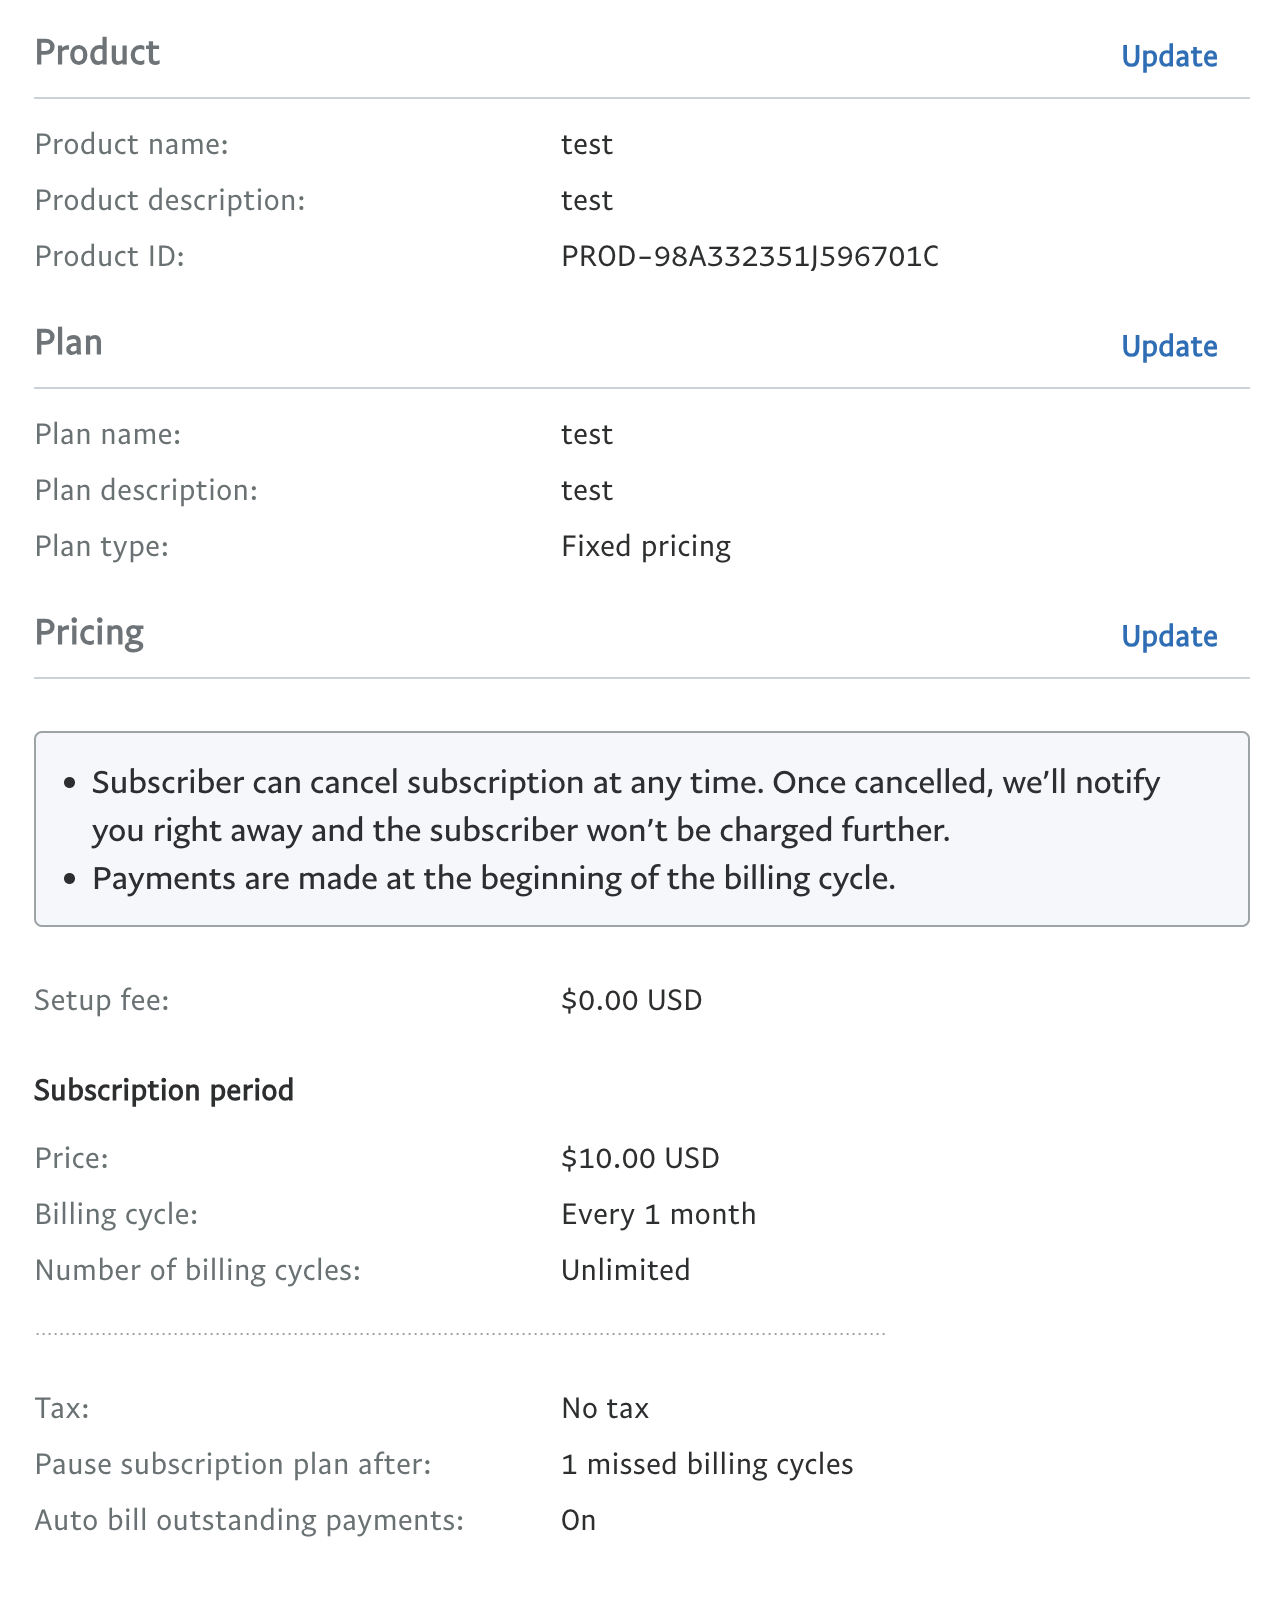 Product
Update
Product name:
test
Product description:
test
Product ID:
PROD-98A332351J596701C
Plan
Update
Plan name:
test
Plan description:
test
Plan type:
Fixed pricing
Pricing
Update
• Subscriber can cancel subscription at any time. Once cancelled, we’ll notify
you right away and the subscriber won’t be charged further.
• Payments are made at the beginning of the billing cycle.
Setup fee:
$0.00 USD
Subscription period
Price:
$10.00 USD
Billing cycle:
Every 1 month
Number of billing cycles:
Unlimited
Tax:
No tax
Pause subscription plan after:
1 missed billing cycles
Auto bill outstanding payments:
On